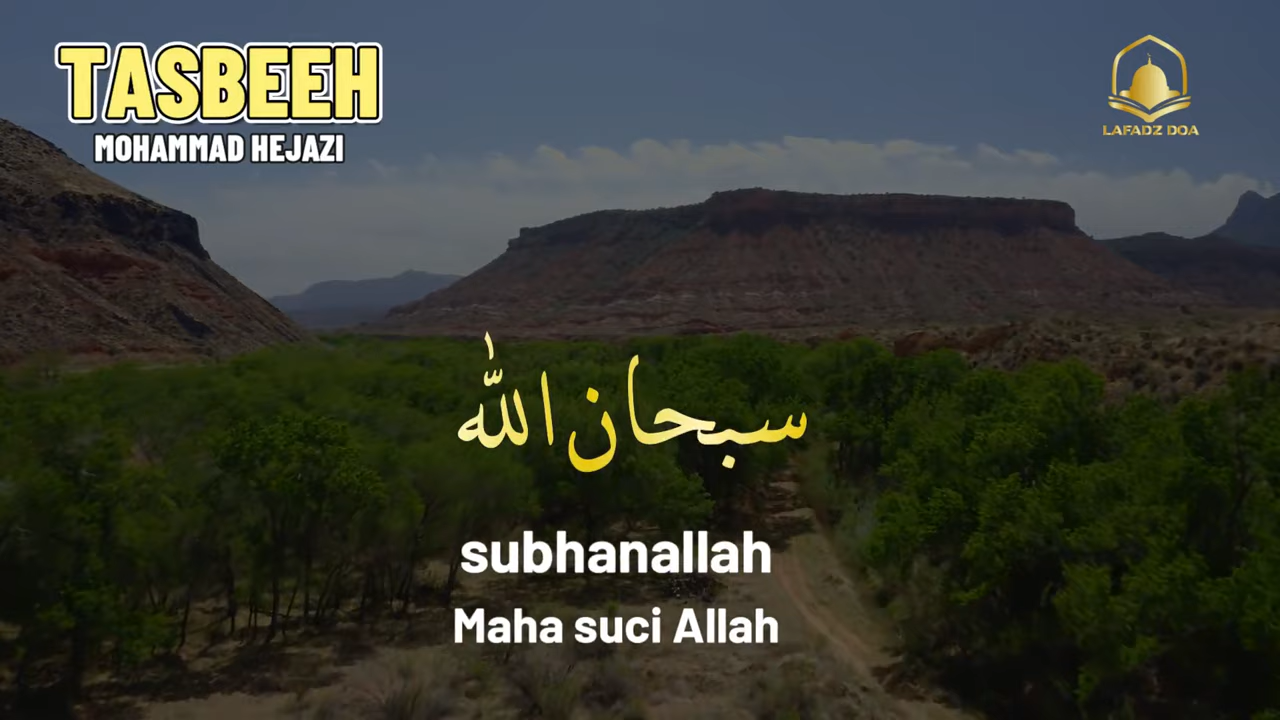 TASBEEH
MOHAMMAD HEJAZI
LAFADZ DOA
سبحان الله
subhanallah
Maha suci Allah